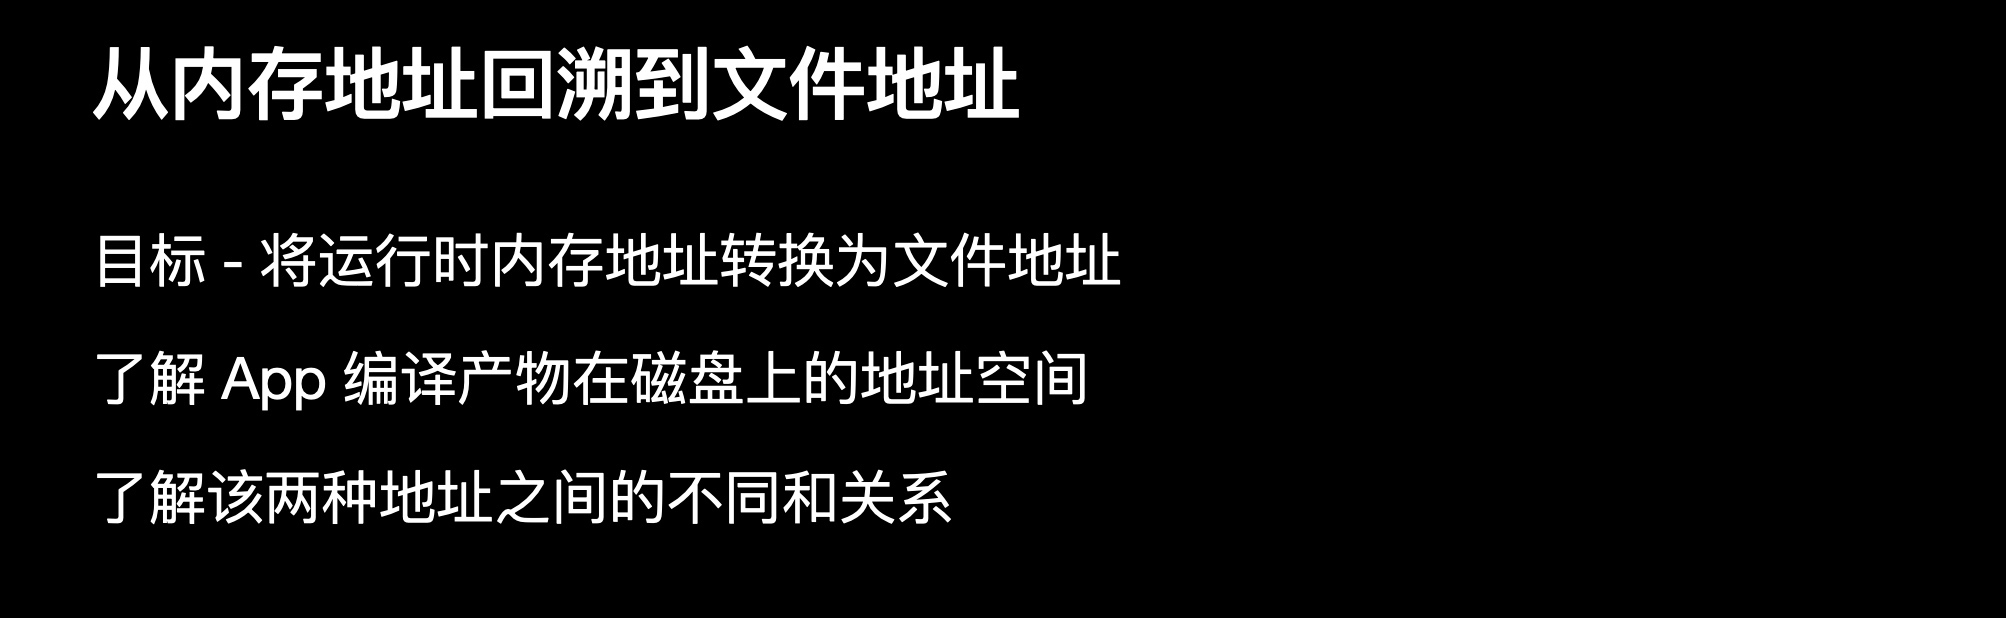 从内存地址回溯到文件地址
目标 - 将运行时内存地址转换为文件地址
了解 App 编译产物在磁盘上的地址空间
了解该两种地址之间的不同和关系